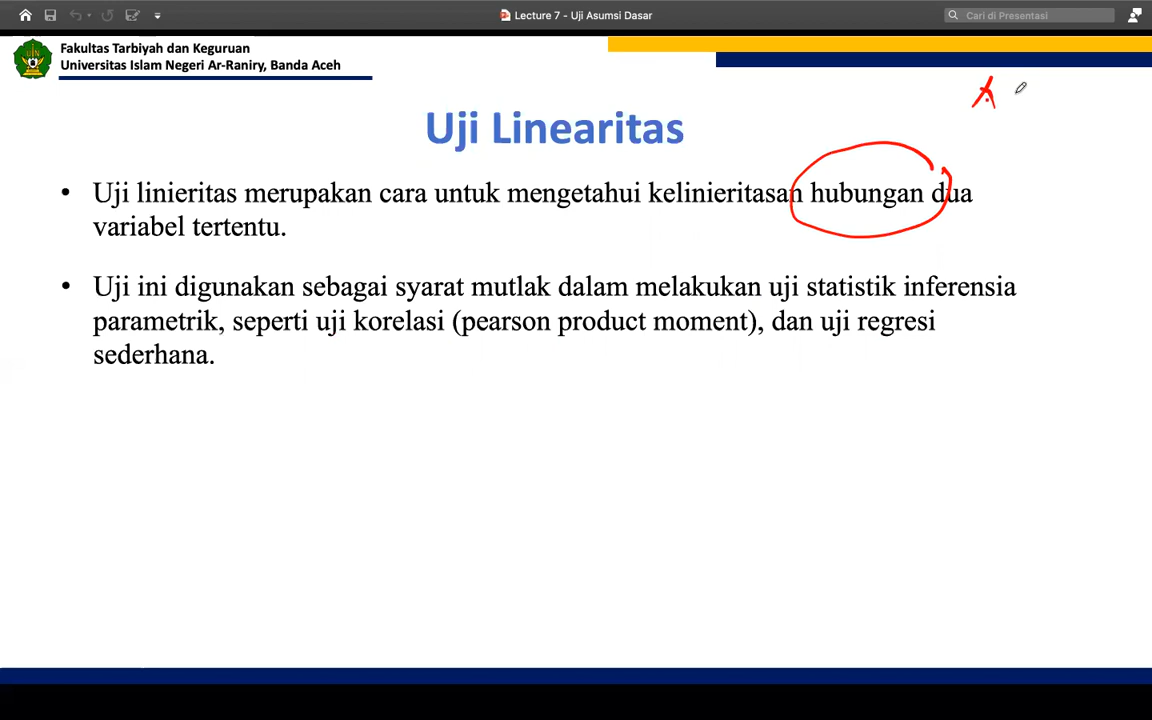 Lecture 7 - Uji Asumsi Dasar
Cari di Presentasi
Fakultas Tarbiyah dan Keguruan
Universitas Islam Negeri Ar-Raniry, Banda Aceh
Uji Linearitas
• Uji linieritas merupakan cara untuk mengetahui kelinieritasan hubungan dua
variabel tertentu.
• Uji ini digunakan sebagai syarat mutlak dalam melakukan uji statistik inferensia
parametrik, seperti uji korelasi (pearson product moment), dan uji regresi
sederhana.